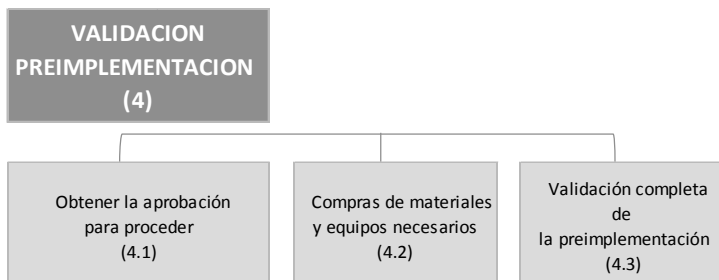 VALIDACION
PREIMPLEMENTACION
(4)
Obtener la aprobación
para proceder
(4.1)
Compras de materiales
y equipos necesarios
(4.2)
Validación completa
de
la preimplementación
(4.3)